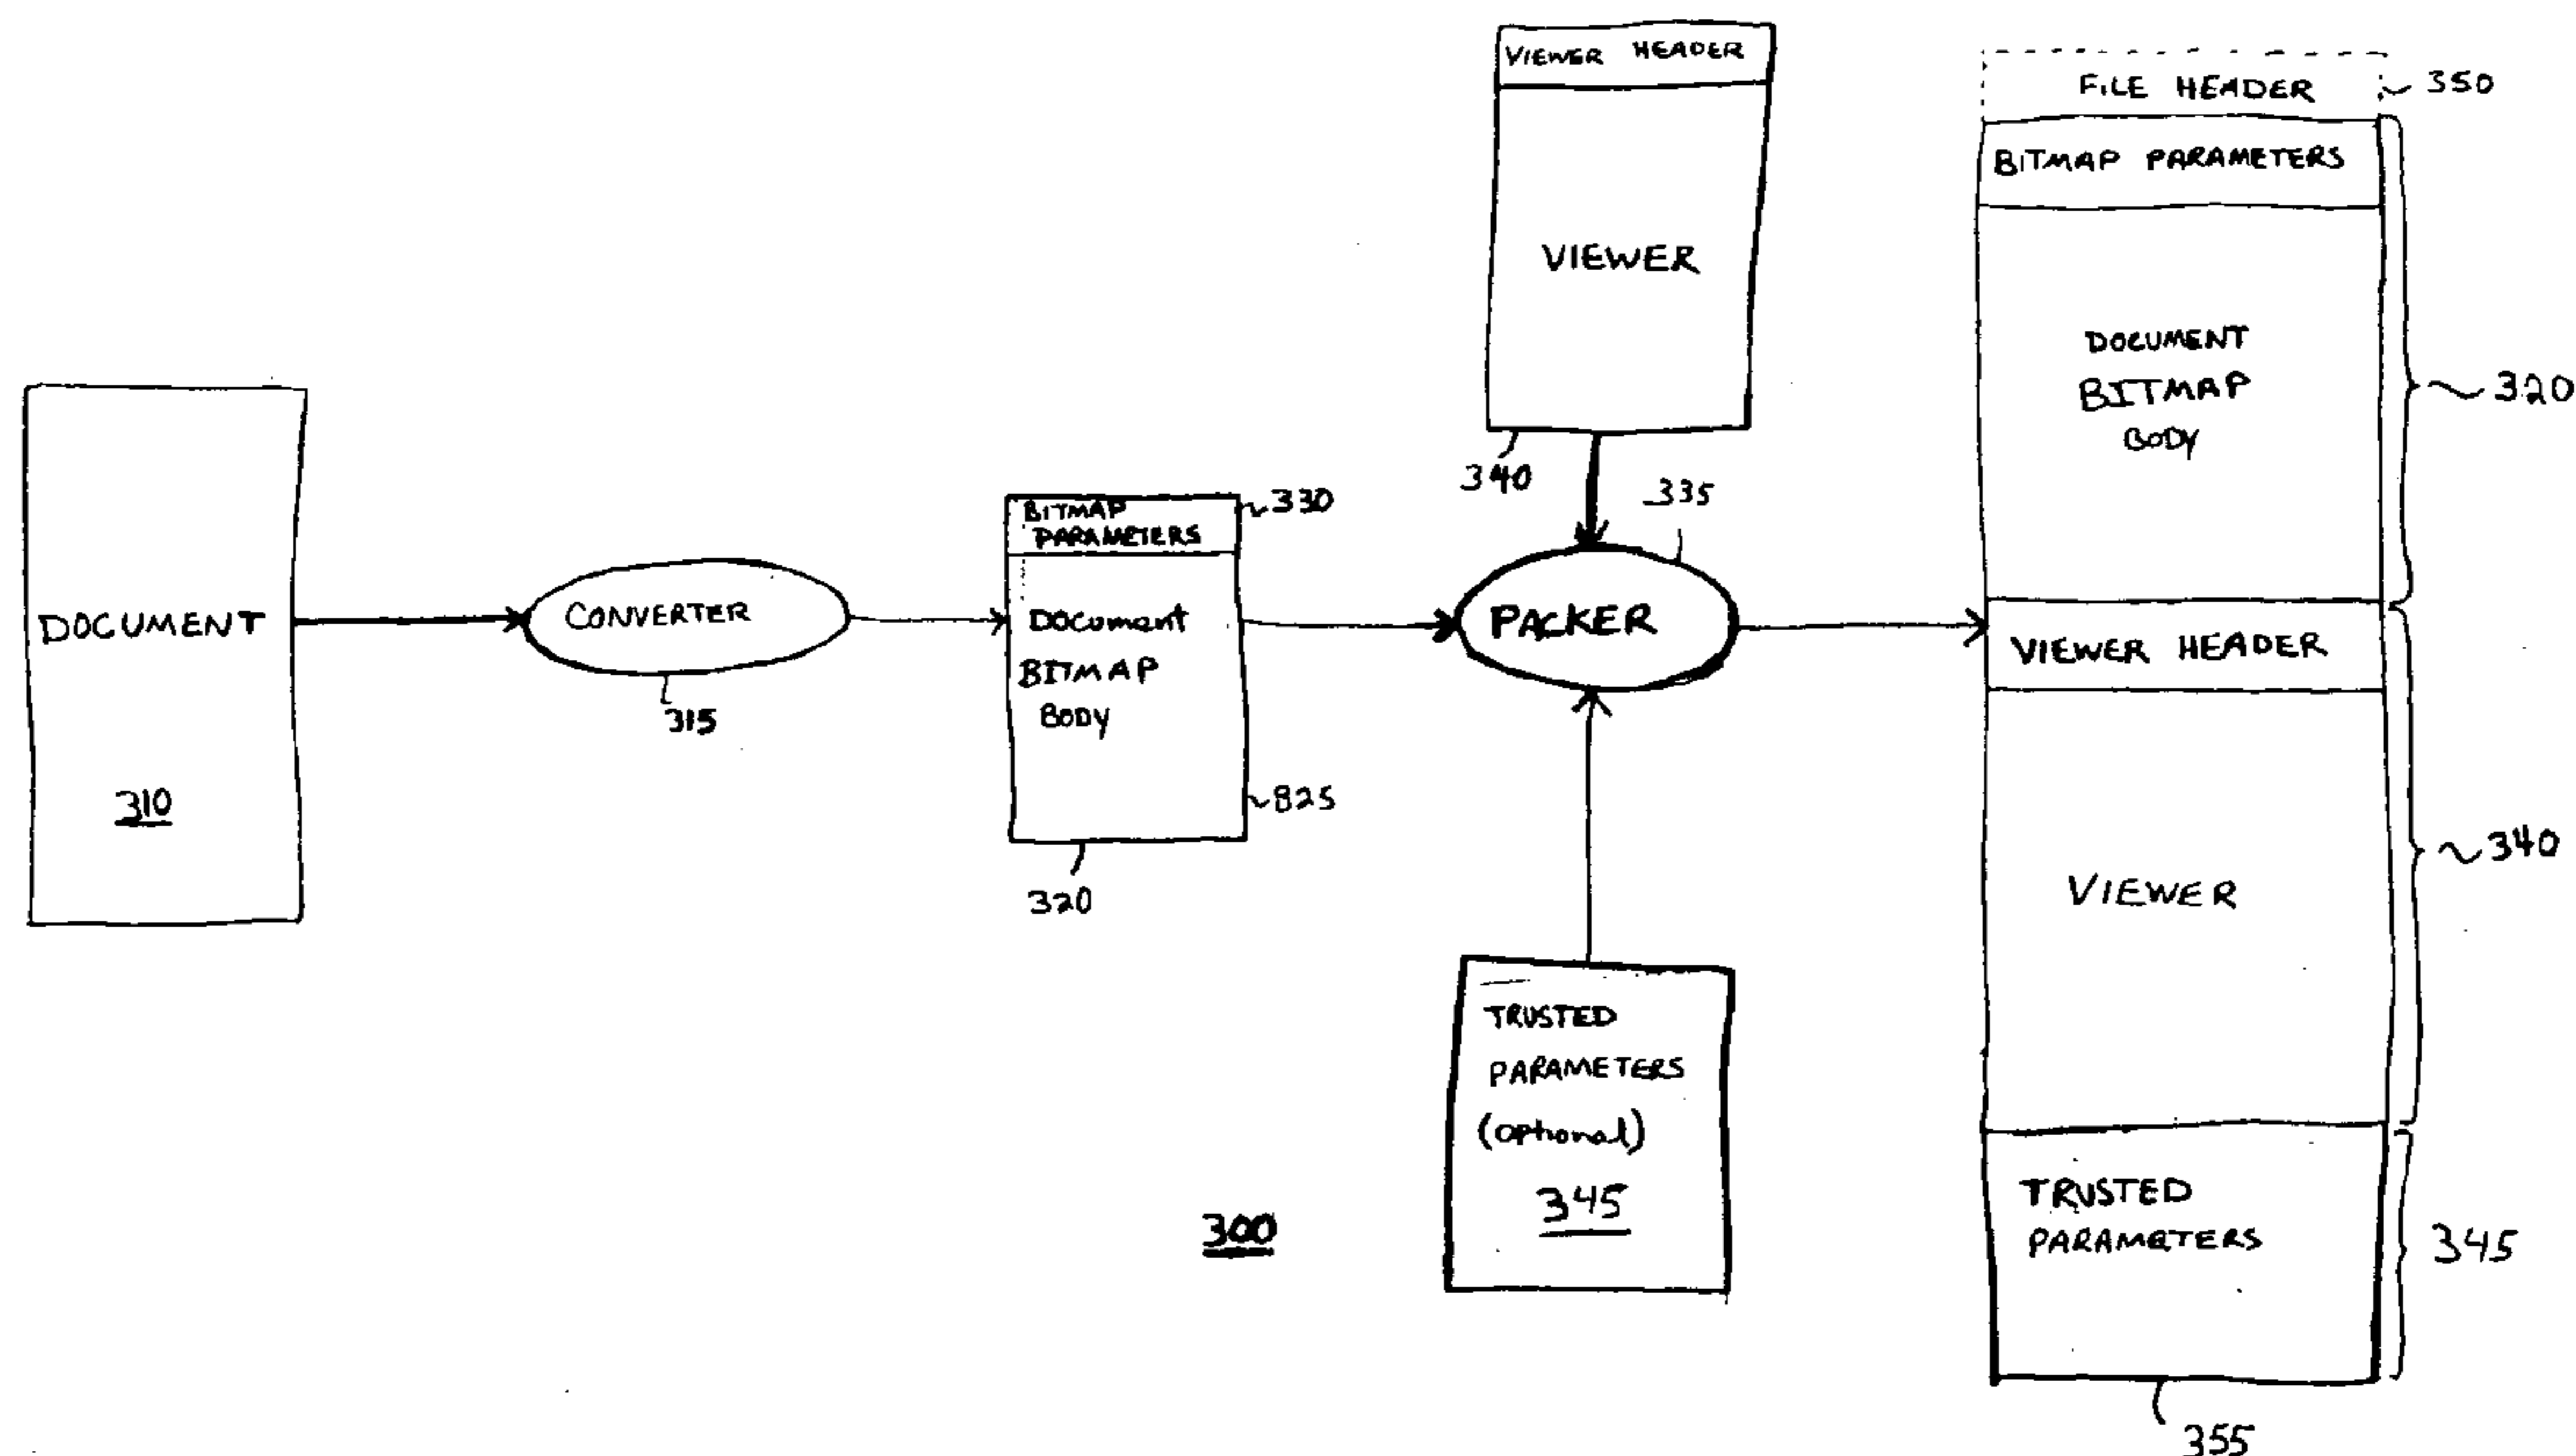 DOCUMENT
310
CONVERTER
315
BITMAP
PARAMETERS
330
Document
BITMAP
BODY
825
320
VIEWER HEADER
VIEWER
340
335
PACKER
TRUSTED
PARAMETERS
(optional)
345
300
FILE HEADER
350
BITMAP PARAMETERS
DOCUMENT
BITMAP
BODY
320
VIEWER HEADER
VIEWER
340
TRUSTED
PARAMETERS
345
355